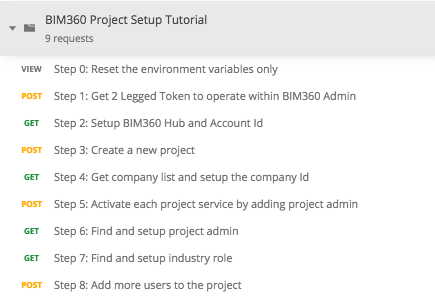 BIM360 Project Setup Tutorial
9 requests
VIEW Step 0: Reset the environment variables only
POST Step 1: Get 2 Legged Token to operate within BIM360 Admin
GET Step 2: Setup BIM360 Hub and Account Id
POST Step 3: Create a new project
GET Step 4: Get company list and setup the company Id
POST Step 5: Activate each project service by adding project admin
GET Step 6: Find and setup project admin
GET Step 7: Find and setup industry role
POST Step 8: Add more users to the project